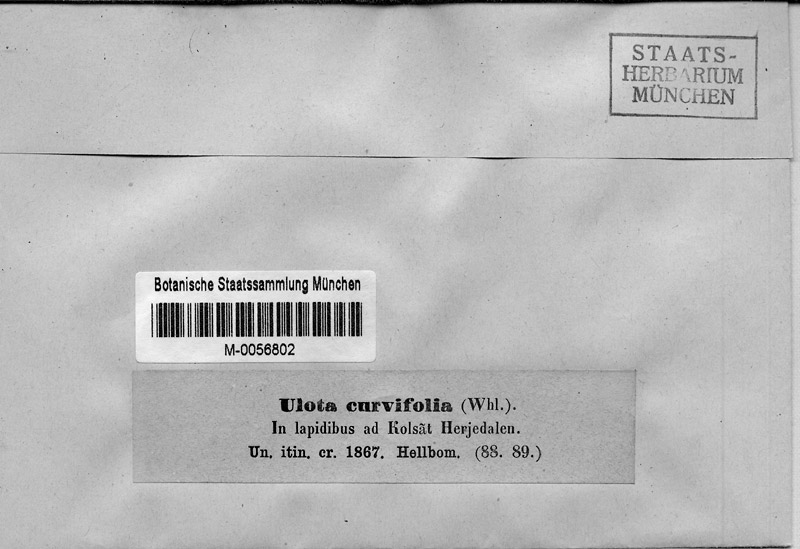 STAATS-
HERBARIUM
MÜNCHEN
Botanische Staatssammlung München
M-0056802
Ulota curvifolia (Whl.).
In lapidibus ad Kolsät Herjedalen.
Un. itin. cr. 1867. Hellbom. (88. 89.)